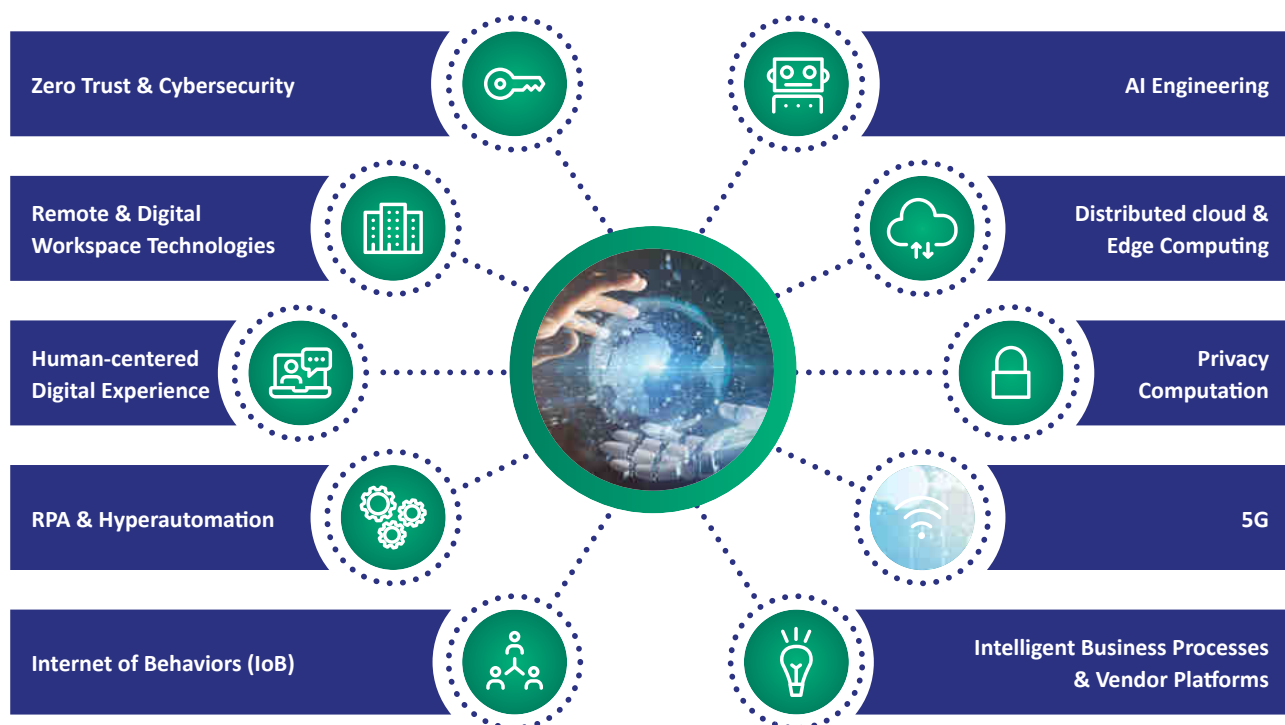 Zero Trust & Cybersecurity
AI Engineering
Remote & Digital
Workspace Technologies
Distributed cloud &
Edge Computing
Human-centered
Digital Experience
Privacy
Computation
RPA & Hyperautomation
5G
Internet of Behaviors (IoB)
Intelligent Business Processes
& Vendor Platforms